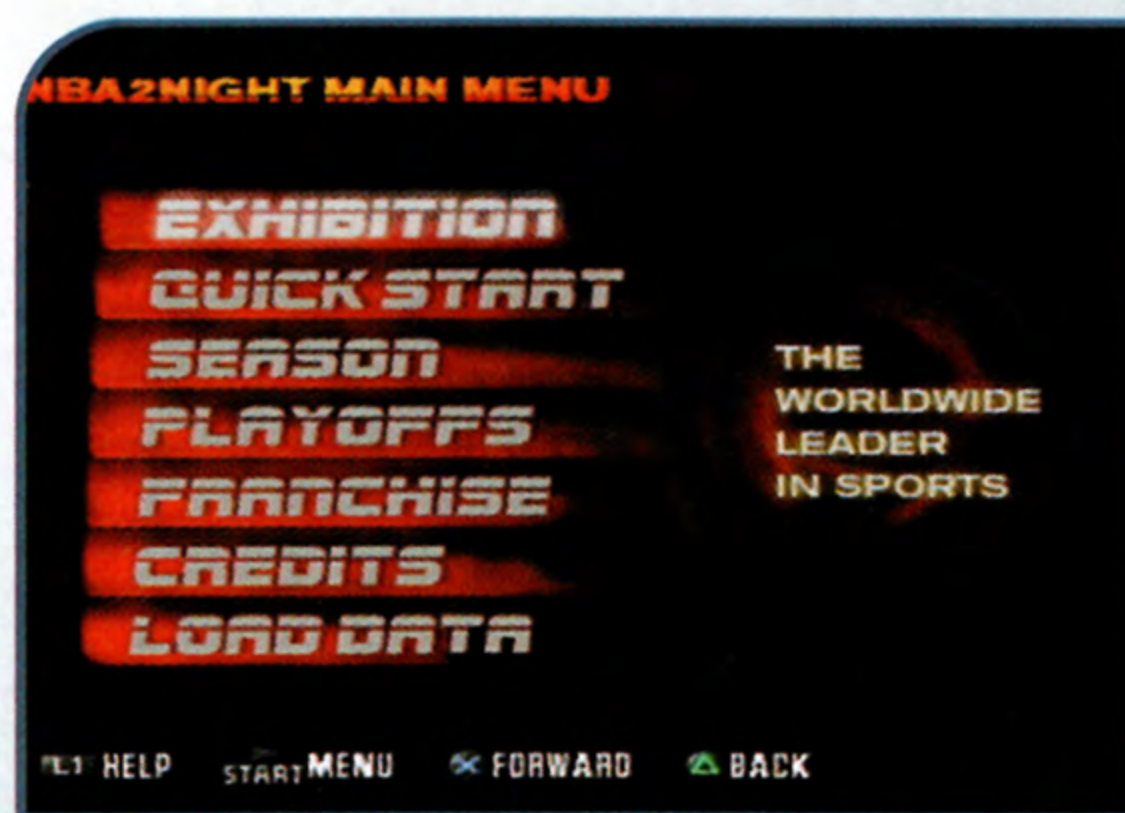 NBA2NIGHT MAIN MENU
EXHIBITION
QUICK START
SEASON
PLAYOFFS
FRANCHISE
CREDITS
LOAD DATA
THE
WORLDWIDE
LEADER
IN SPORTS
L1 HELP START MENU FORWARD BACK